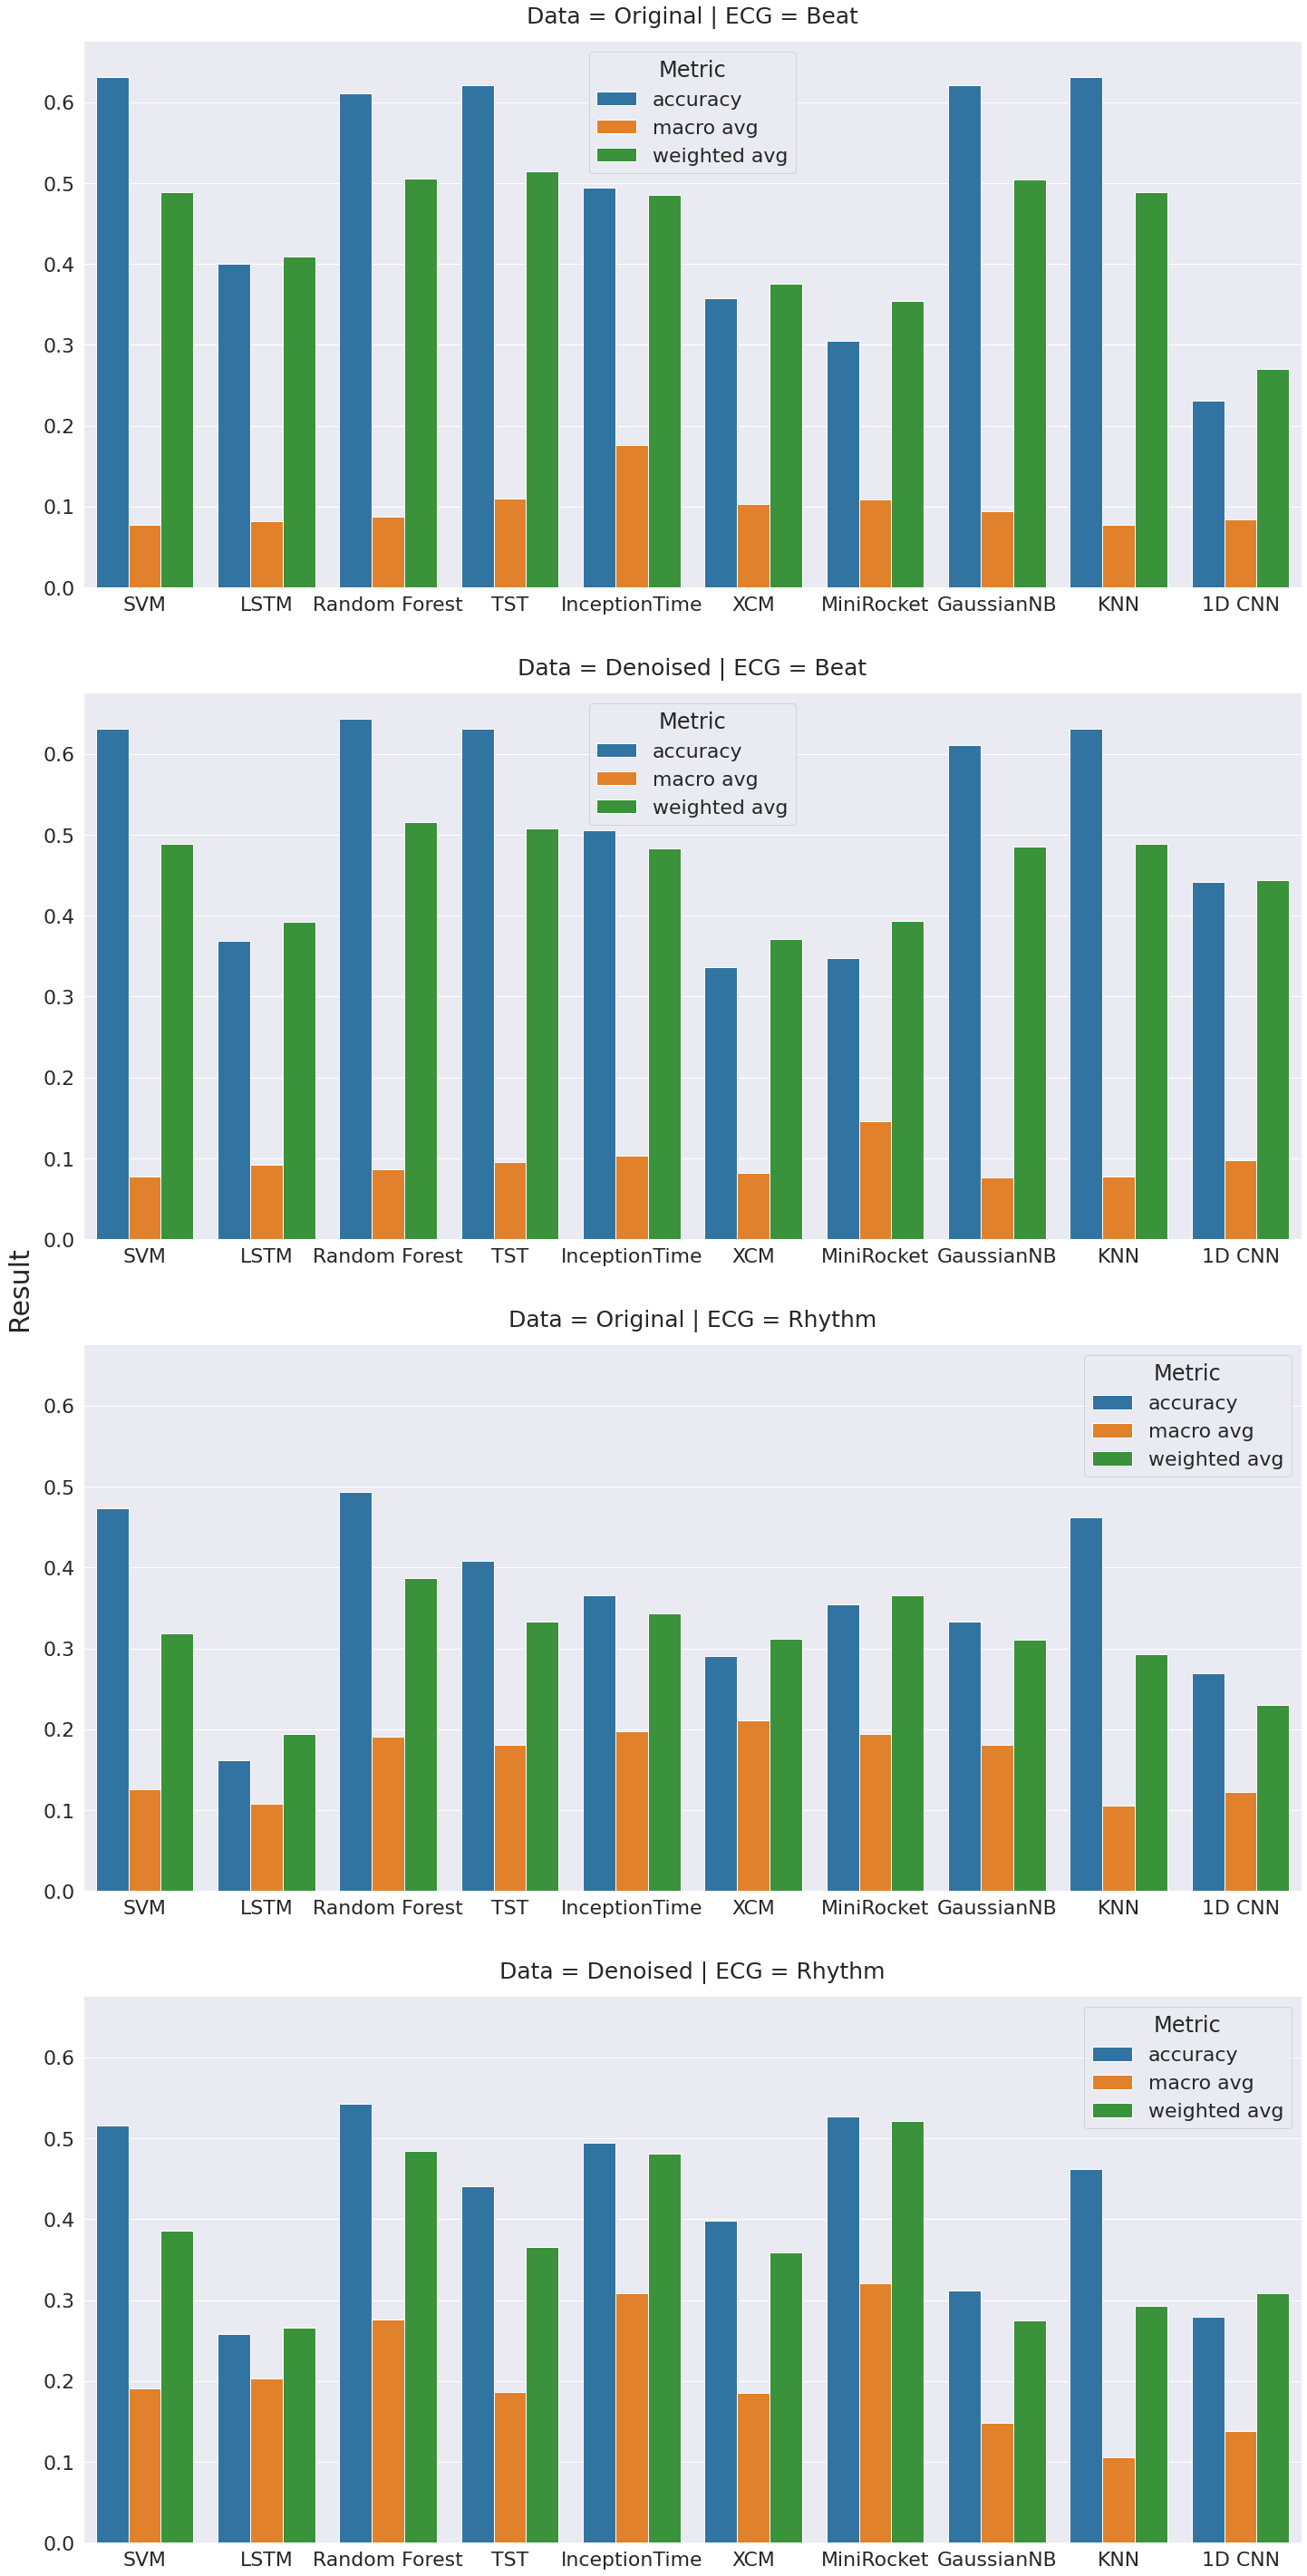 Data = Original | ECG = Beat
Metric
accuracy
macro avg
weighted avg
0.6
0.5
0.4
0.3
0.2
0.1
0.0
SVM LSTM Random Forest TST InceptionTime XCM MiniRocket GaussianNB KNN 1D CNN
Data = Denoised | ECG = Beat
Metric
accuracy
macro avg
weighted avg
0.6
0.5
0.4
0.3
0.2
0.1
0.0
SVM LSTM Random Forest TST InceptionTime XCM MiniRocket GaussianNB KNN 1D CNN
Result
Data = Original | ECG = Rhythm
Metric
accuracy
macro avg
weighted avg
0.6
0.5
0.4
0.3
0.2
0.1
0.0
SVM LSTM Random Forest TST InceptionTime XCM MiniRocket GaussianNB KNN 1D CNN
Data = Denoised | ECG = Rhythm
Metric
accuracy
macro avg
weighted avg
0.6
0.5
0.4
0.3
0.2
0.1
0.0
SVM LSTM Random Forest TST InceptionTime XCM MiniRocket GaussianNB KNN 1D CNN